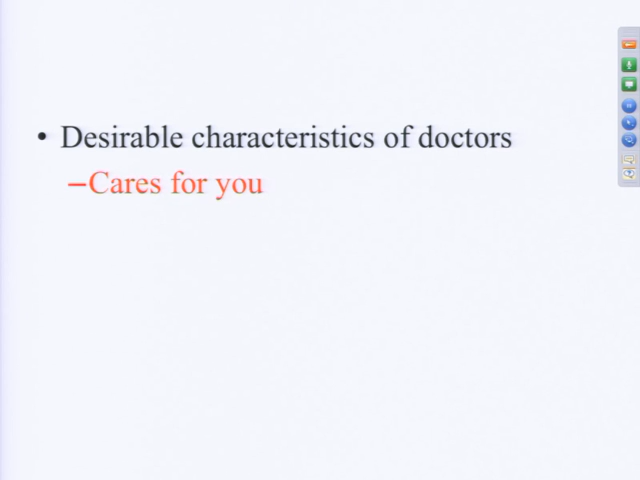 • Desirable characteristics of doctors
–Cares for you